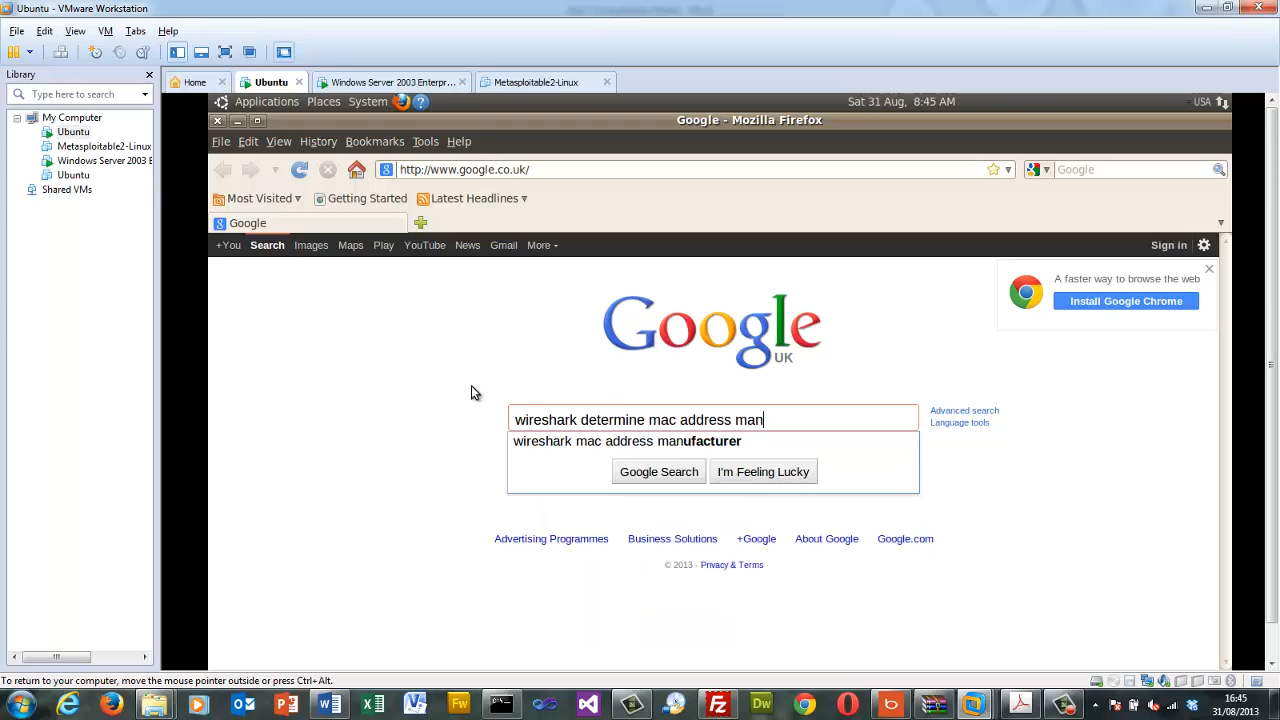 Ubuntu - VMware Workstation
File Edit View VM Tabs Help
Library
Type here to search
My Computer
Ubuntu
Metasploitable2-Linux
Windows Server 2003 E
Ubuntu
Shared VMs
Home Ubuntu Windows Server 2003 Enterpr... Metasploitable2-Linux
Applications Places System Sat 31 Aug, 8:45 AM USA
Google - Mozilla Firefox
File Edit View History Bookmarks Tools Help
http://www.google.co.uk/ Google
Most Visited Getting Started Latest Headlines
Google
+You Search Images Maps Play YouTube News Gmail More Sign in
A faster way to browse the web
Install Google Chrome
Google
UK
wireshark determine mac address man
Advanced search
Language tools
wireshark mac address manufacturer
Google Search I'm Feeling Lucky
Advertising Programmes Business Solutions +Google About Google Google.com
© 2013 - Privacy & Terms
To return to your computer, move the mouse pointer outside or press Ctrl+Alt.
16:45
31/08/2013